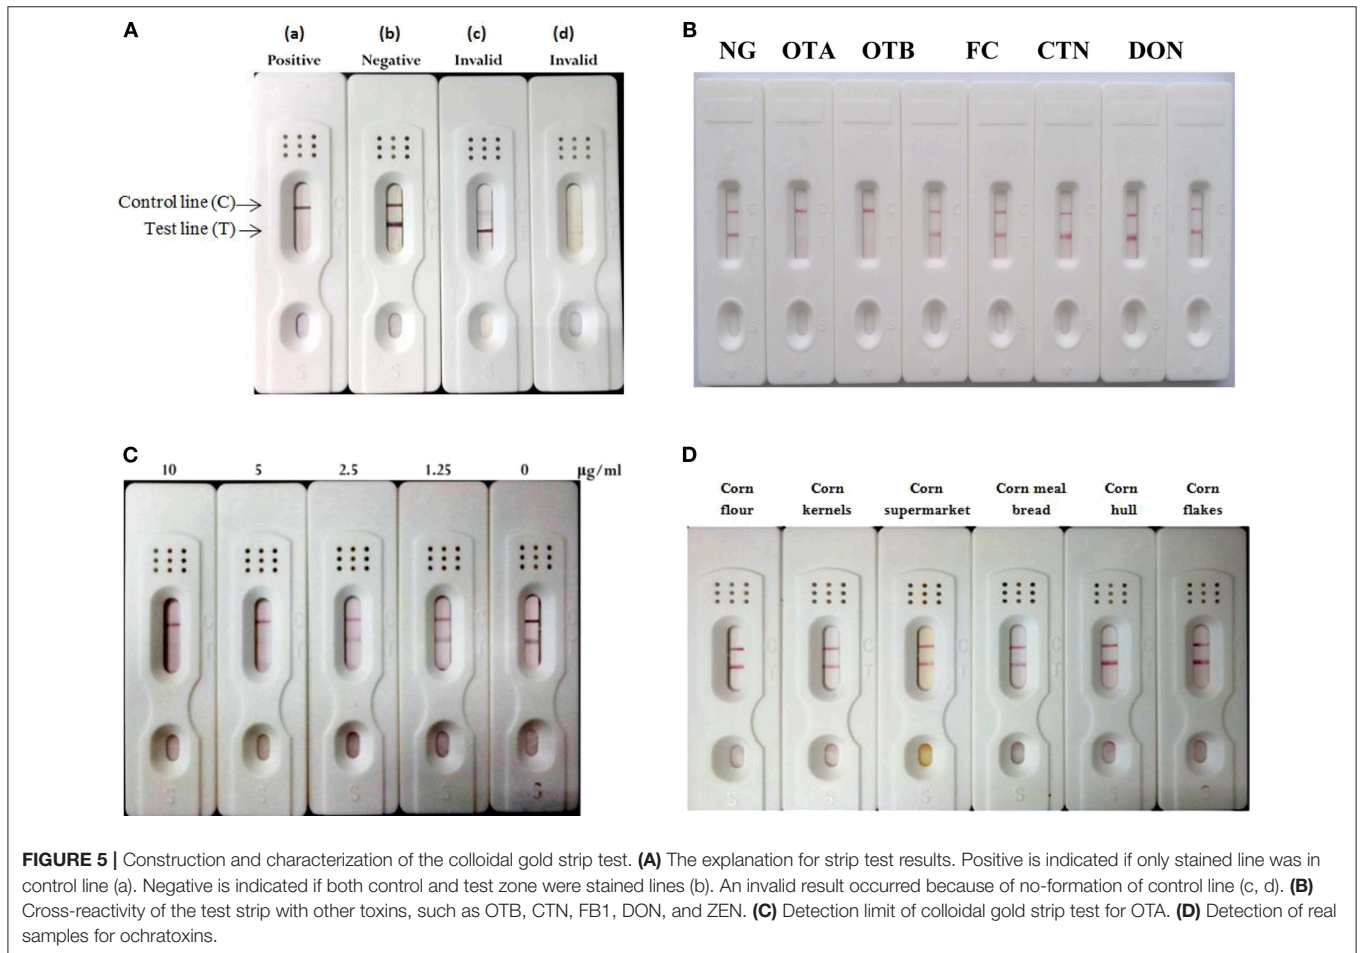 A
(a) (b) (c) (d)
Positive Negative Invalid Invalid
Control line (C)
Test line (T)
C
T
S
B
NG OTA OTB FC CTN DON
C
T
S
C
10 5 2.5 1.25 0 µg/ml
C
T
S S S S S
D
Corn Corn Corn Corn meal Corn Corn
flour kernels supermarket bread hull flakes
C
T
S S S S S
FIGURE 5 | Construction and characterization of the colloidal gold strip test. (A) The explanation for strip test results. Positive is indicated if only stained line was in
control line (a). Negative is indicated if both control and test zone were stained lines (b). An invalid result occurred because of no-formation of control line (c, d). (B)
Cross-reactivity of the test strip with other toxins, such as OTB, CTN, FB1, DON, and ZEN. (C) Detection limit of colloidal gold strip test for OTA. (D) Detection of real
samples for ochratoxins.